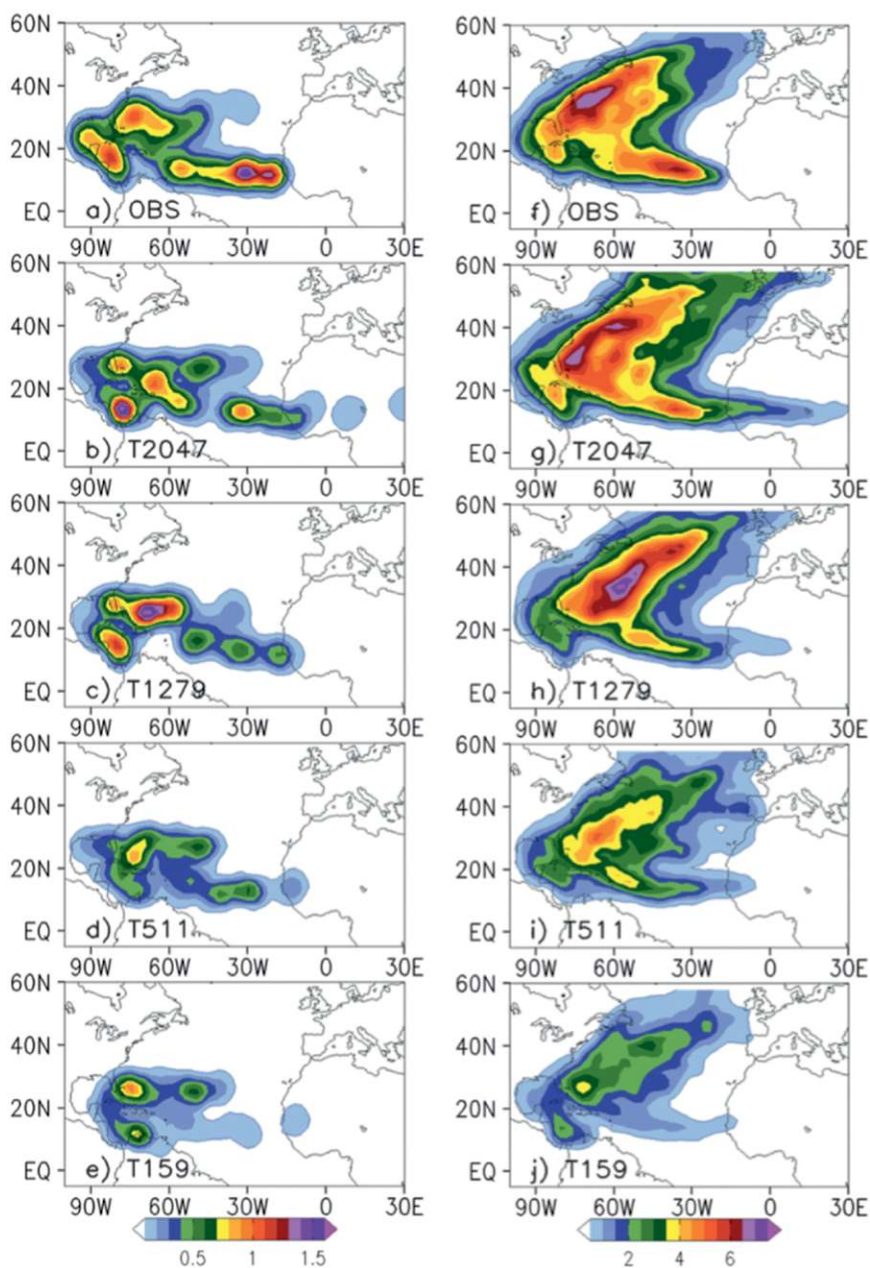 60N
40N
20N
EQ
a) OBS
90W 60W 30W 0 30E
60N
40N
20N
EQ
f) OBS
90W 60W 30W 0 30E
60N
40N
20N
EQ
b) T2047
90W 60W 30W 0 30E
60N
40N
20N
EQ
g) T2047
90W 60W 30W 0 30E
60N
40N
20N
EQ
c) T1279
90W 60W 30W 0 30E
60N
40N
20N
EQ
h) T1279
90W 60W 30W 0 30E
60N
40N
20N
EQ
d) T511
90W 60W 30W 0 30E
60N
40N
20N
EQ
i) T511
90W 60W 30W 0 30E
60N
40N
20N
EQ
e) T159
90W 60W 30W 0 30E
0.5 1 1.5
60N
40N
20N
EQ
j) T159
90W 60W 30W 0 30E
2 4 6